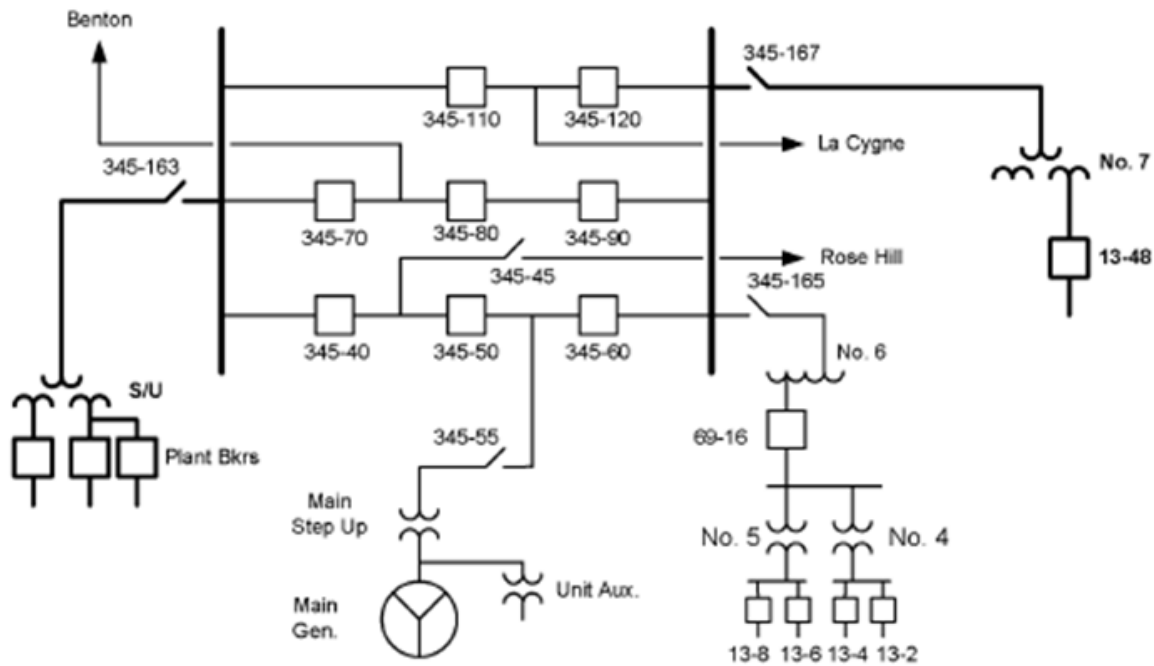 Benton
345-167
345-110
345-120
La Cygne
345-163
No. 7
345-70
345-80
345-90
345-45
Rose Hill
13-48
345-165
345-40
345-50
345-60
No. 6
S/U
345-55
69-16
Plant Bkrs
Main
Step Up
No. 5
No. 4
Unit Aux.
Main
Gen.
13-8
13-6
13-4
13-2